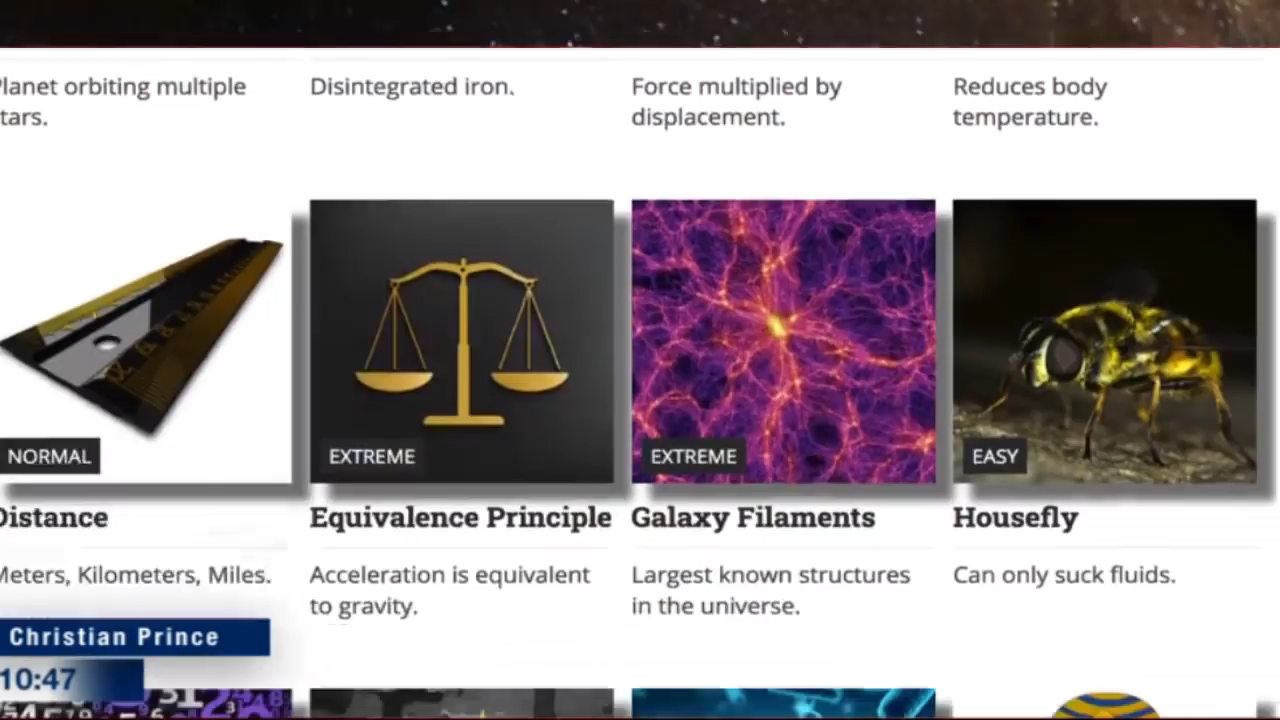 Planet orbiting multiple
stars.
Disintegrated iron.
Force multiplied by
displacement.
Reduces body
temperature.
NORMAL
EXTREME
EXTREME
EASY
Distance
Equivalence Principle
Galaxy Filaments
Housefly
Meters, Kilometers, Miles.
Acceleration is equivalent
to gravity.
Largest known structures
in the universe.
Can only suck fluids.
Christian Prince
10:47